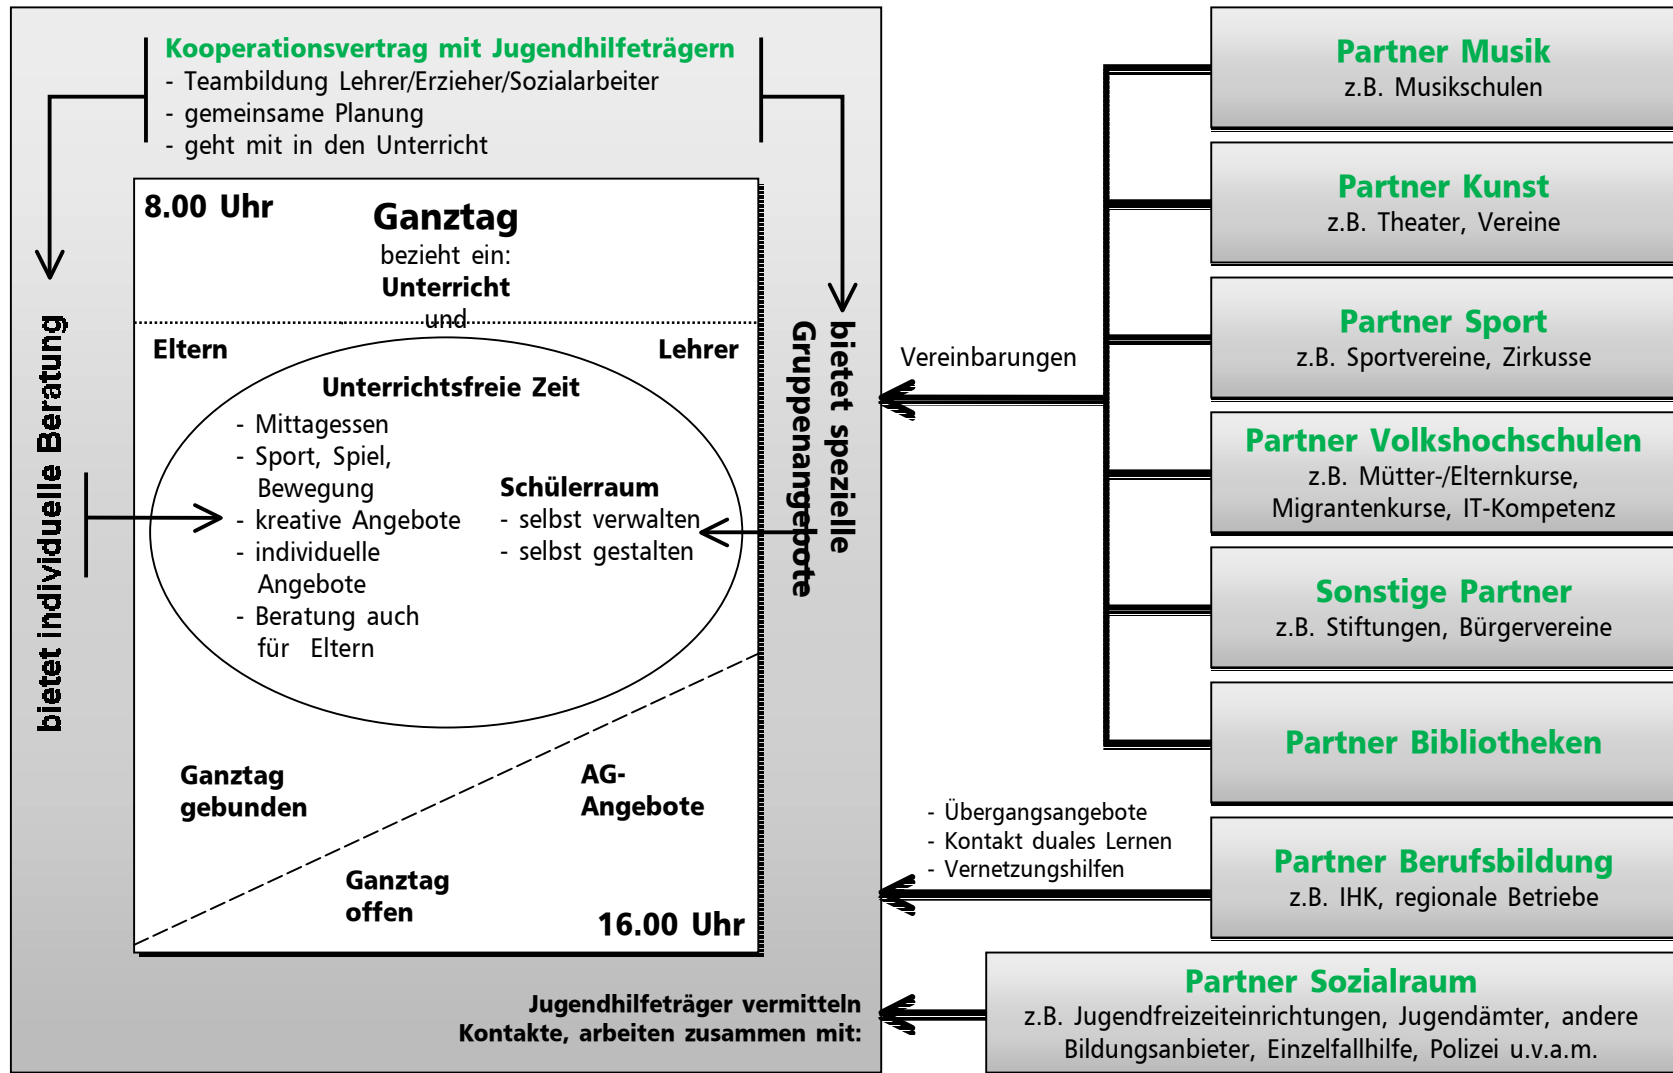 Kooperationsvertrag mit Jugendhilfeträgern
- Teambildung Lehrer/Erzieher/Sozialarbeiter
- gemeinsame Planung
- geht mit in den Unterricht
bietet individuelle Beratung
8.00 Uhr
Ganztag
bezieht ein:
Unterricht
und
Eltern
Lehrer
Unterrichtsfreie Zeit
- Mittagessen
- Sport, Spiel,
Bewegung
- kreative Angebote
- individuelle
Angebote
- Beratung auch
für Eltern
Schülerraum
- selbst verwalten
- selbst gestalten
Ganztag
gebunden
AG-
Angebote
Ganztag
offen
16.00 Uhr
bietet spezielle
Gruppenangebote
Jugendhilfeträger vermitteln
Kontakte, arbeiten zusammen mit:
Vereinbarungen
- Übergangsangebote
- Kontakt duales Lernen
- Vernetzungshilfen
Partner Musik
z.B. Musikschulen
Partner Kunst
z.B. Theater, Vereine
Partner Sport
z.B. Sportvereine, Zirkusse
Partner Volkshochschulen
z.B. Mütter-/Elternkurse,
Migrantenkurse, IT-Kompetenz
Sonstige Partner
z.B. Stiftungen, Bürgervereine
Partner Bibliotheken
Partner Berufsbildung
z.B. IHK, regionale Betriebe
Partner Sozialraum
z.B. Jugendfreizeiteinrichtungen, Jugendämter, andere
Bildungsanbieter, Einzelfallhilfe, Polizei u.v.a.m.